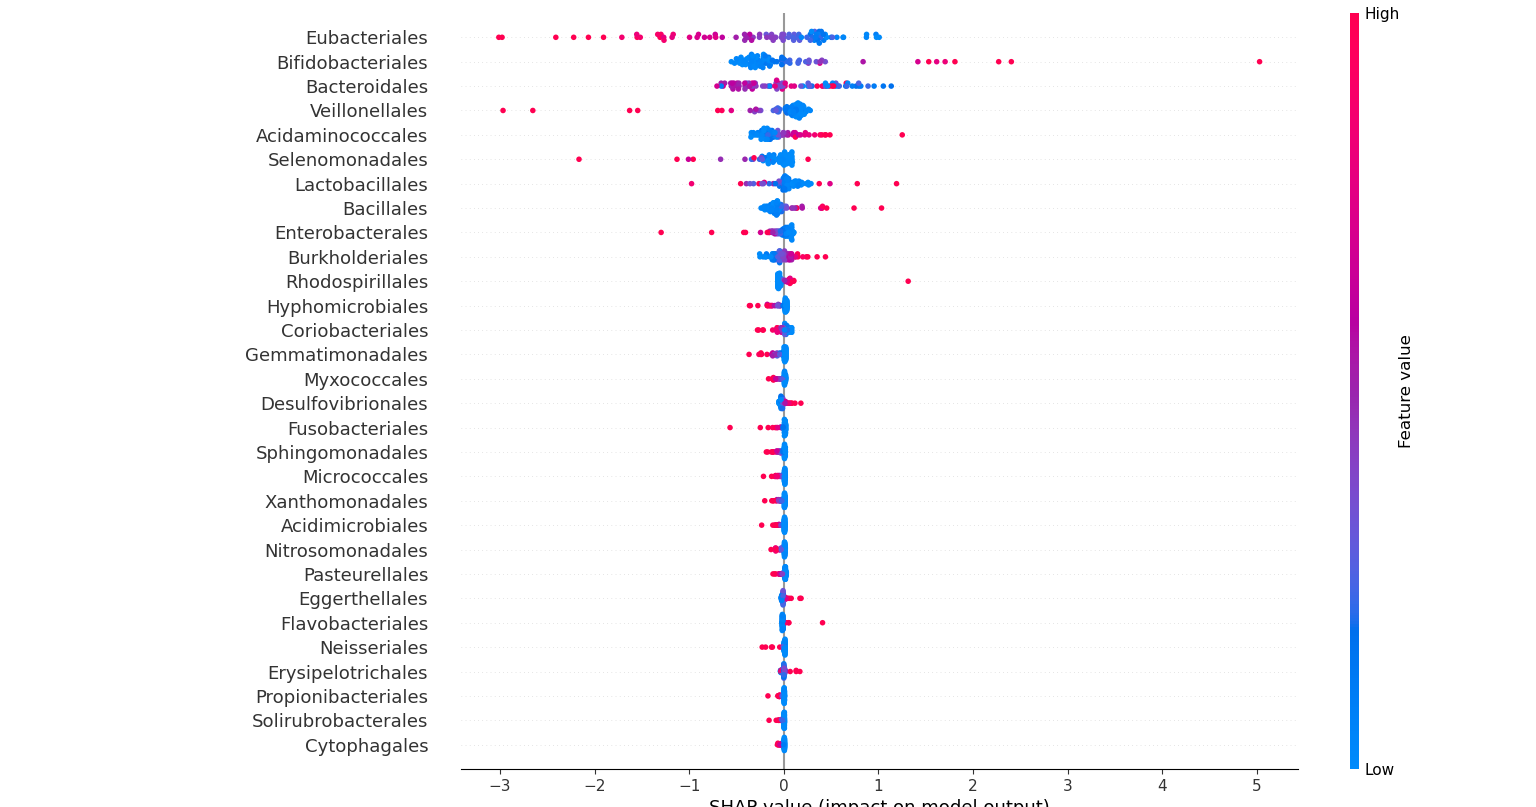 High
Eubacteriales
Bifidobacteriales
Bacteroidales
Veillonellales
Acidaminococcales
Selenomonadales
Lactobacillales
Bacillales
Enterobacterales
Burkholderiales
Rhodospirillales
Hyphomicrobiales
Coriobacteriales
Gemmatimonadales
Myxococcales
Desulfovibrionales
Fusobacteriales
Sphingomonadales
Micrococcales
Xanthomonadales
Acidimicrobiales
Nitrosomonadales
Pasteurellales
Eggerthellales
Flavobacteriales
Neisseriales
Erysipelotrichales
Propionibacteriales
Solirubrobacterales
Cytophagales
Feature value
Low
−3 −2 −1 0 1 2 3 4 5
SHAP value (impact on model output)